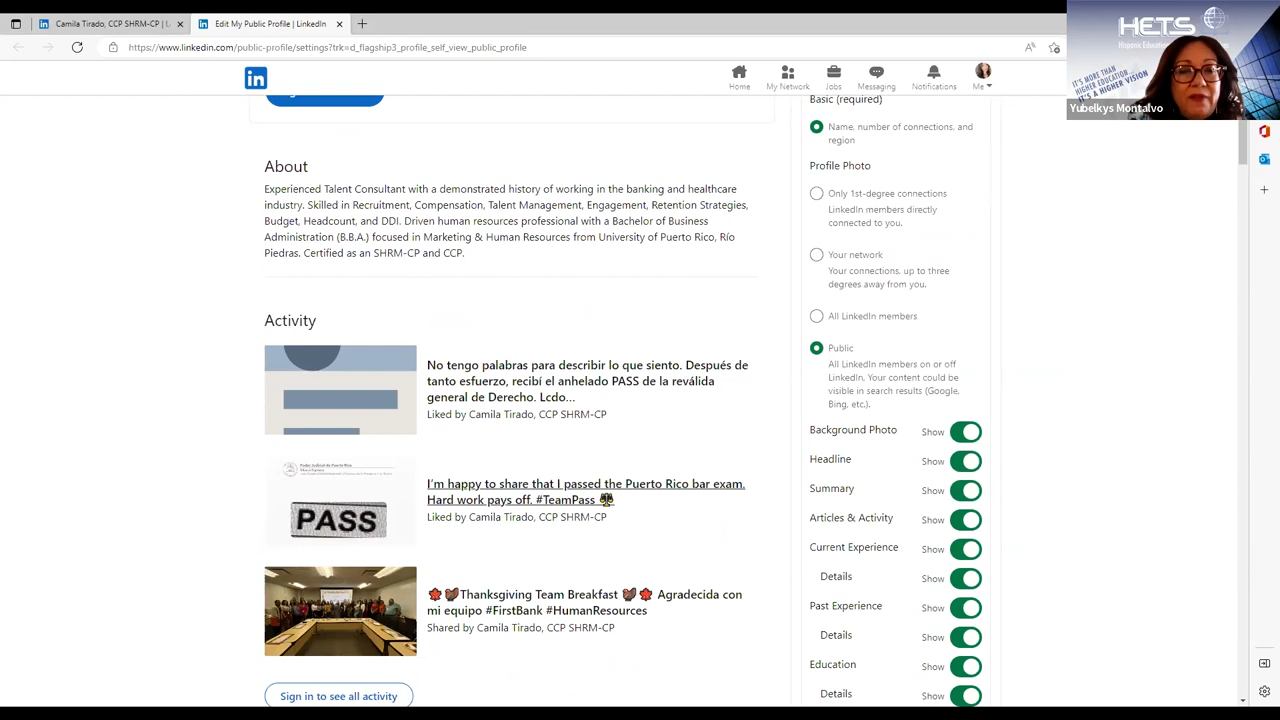 Camila Tirado, CCP SHRM-CP | L
Edit My Public Profile | LinkedIn
https://www.linkedin.com/public-profile/settings?trk=d_flagship3_profile_self_view_public_profile
HETS
IT'S MORE THAN
HIGHER EDUCATION
IT'S A HIGHER VISION
Yubelkys Montalvo
in
Home
My Network
Jobs
Messaging
Notifications
Me
About
Experienced Talent Consultant with a demonstrated history of working in the banking and healthcare
industry. Skilled in Recruitment, Compensation, Talent Management, Engagement, Retention Strategies,
Budget, Headcount, and DDI. Driven human resources professional with a Bachelor of Business
Administration (B.B.A.) focused in Marketing & Human Resources from University of Puerto Rico, Río
Piedras. Certified as an SHRM-CP and CCP.
Activity
No tengo palabras para describir lo que siento. Después de
tanto esfuerzo, recibí el anhelado PASS de la reválida
general de Derecho. Lcdo...
Liked by Camila Tirado, CCP SHRM-CP
PASS
I'm happy to share that I passed the Puerto Rico bar exam.
Hard work pays off. #TeamPass
Liked by Camila Tirado, CCP SHRM-CP
Thanksgiving Team Breakfast 🦃🍁 Agradecida con
mi equipo #FirstBank #HumanResources
Shared by Camila Tirado, CCP SHRM-CP
Sign in to see all activity
Basic (required)
Name, number of connections, and
region
Profile Photo
Only 1st-degree connections
LinkedIn members directly
connected to you.
Your network
Your connections, up to three
degrees away from you.
All LinkedIn members
Public
All LinkedIn members on or off
LinkedIn. Your content could be
visible in search results (Google,
Bing, etc.).
Background Photo Show
Headline Show
Summary Show
Articles & Activity Show
Current Experience Show
Details Show
Past Experience Show
Details Show
Education Show
Details Show